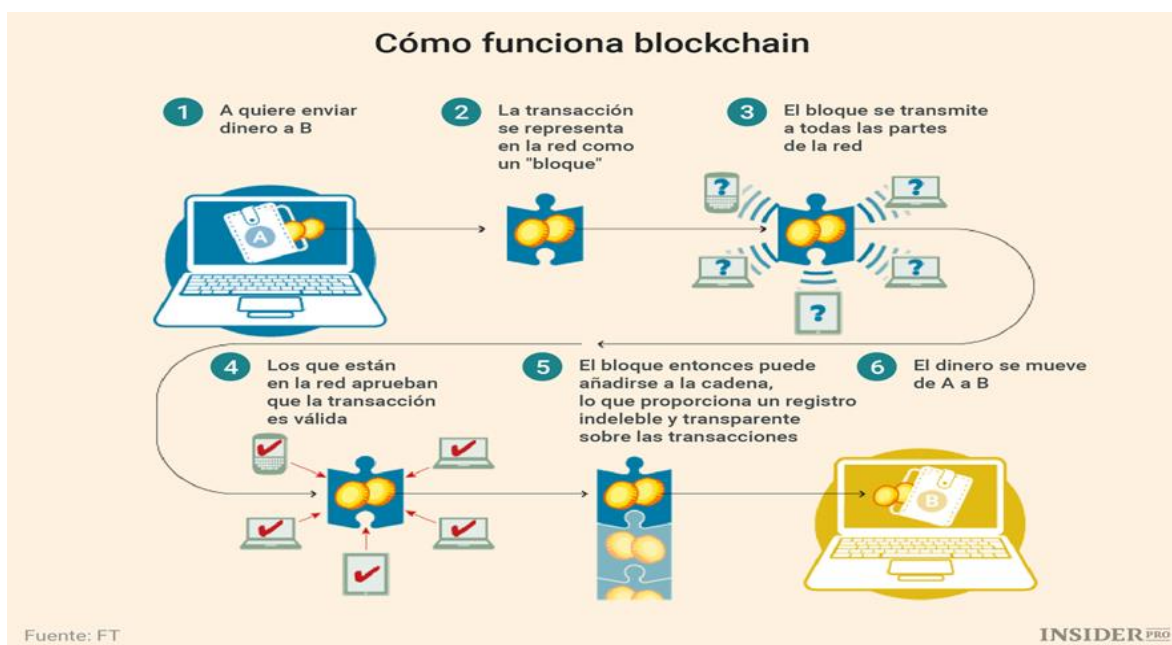 Cómo funciona blockchain
1
A quiere enviar
dinero a B
2
La transacción
se representa
en la red como
un "bloque"
3
El bloque se transmite
a todas las partes
de la red
A
?
?
?
?
?
4
Los que están
en la red aprueban
que la transacción
es válida
5
El bloque entonces puede
añadirse a la cadena,
lo que proporciona un registro
indeleble y transparente
sobre las transacciones
6
El dinero se mueve
de A a B
B
Fuente: FT
INSIDER PRO